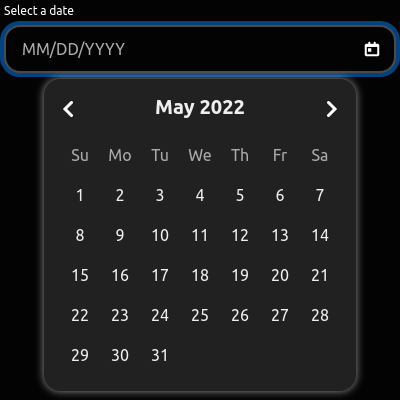 Select a date
MM/DD/YYYY
May 2022
Su Mo Tu We Th Fr Sa
1 2 3 4 5 6 7
8 9 10 11 12 13 14
15 16 17 18 19 20 21
22 23 24 25 26 27 28
29 30 31